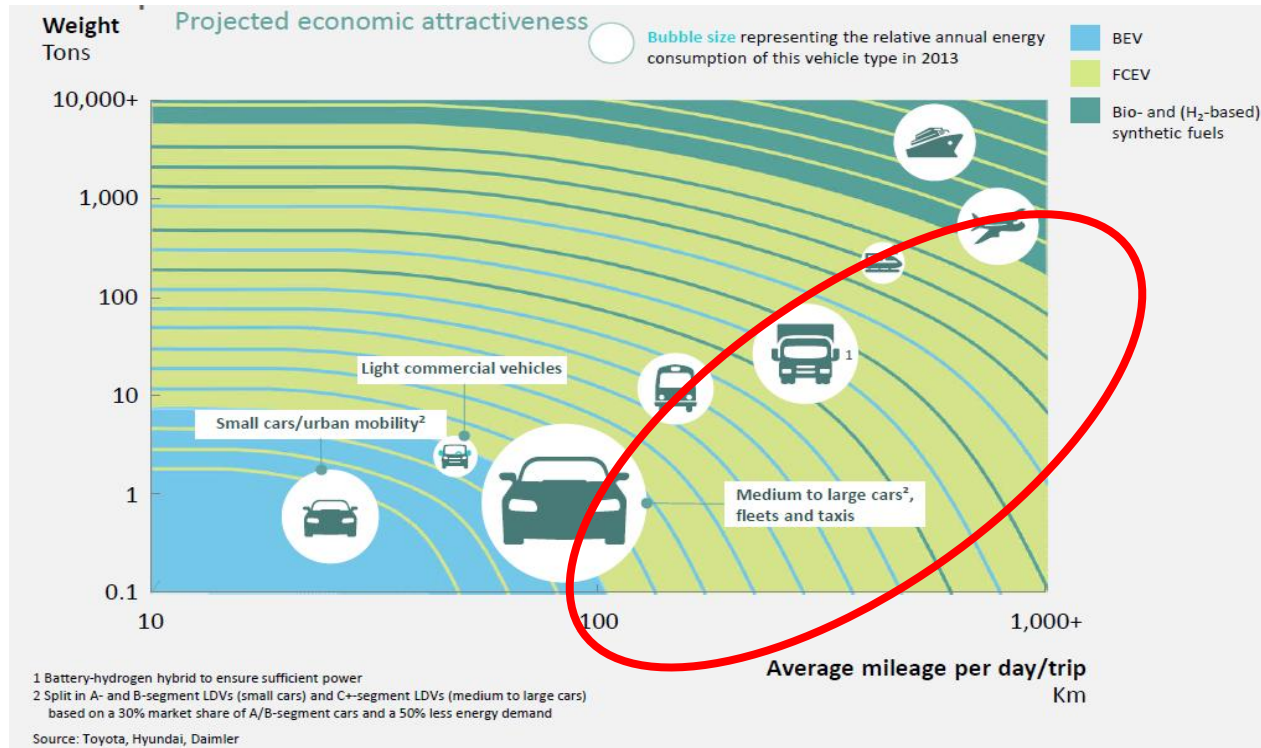 Weight
Tons
Projected economic attractiveness
Bubble size representing the relative annual energy
consumption of this vehicle type in 2013
BEV
FCEV
Bio- and (H₂-based)
synthetic fuels
10,000+
1,000
100
10
1
0.1
Light commercial vehicles
Small cars/urban mobility²
1
Medium to large cars²,
fleets and taxis
10
100
1,000+
Average mileage per day/trip
Km
1 Battery-hydrogen hybrid to ensure sufficient power
2 Split in A- and B-segment LDVs (small cars) and C+-segment LDVs (medium to large cars)
based on a 30% market share of A/B-segment cars and a 50% less energy demand
Source: Toyota, Hyundai, Daimler